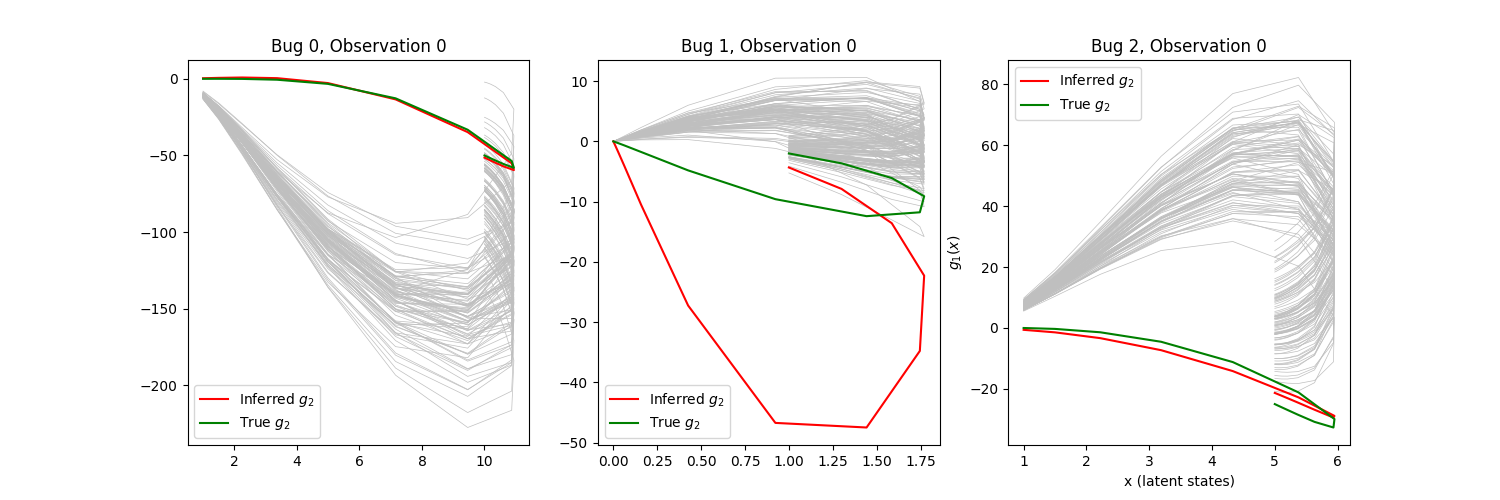 Bug 0, Observation 0
0
−50
−100
−150
−200
Inferred g₂
True g₂
2 4 6 8 10
Bug 1, Observation 0
10
0
−10
−20
−30
−40
−50
Inferred g₂
True g₂
0.00 0.25 0.50 0.75 1.00 1.25 1.50 1.75
Bug 2, Observation 0
Inferred g₂
True g₂
80
60
40
20
0
−20
g₁(x)
1 2 3 4 5 6
x (latent states)